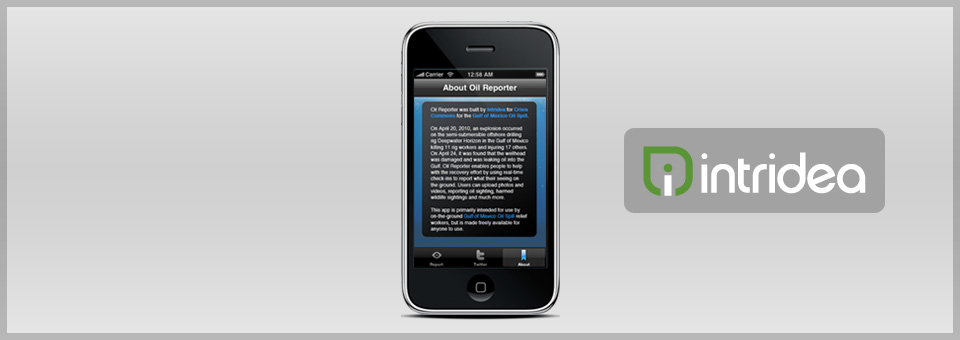 Carrier 12:58 AM
About Oil Reporter
Oil Reporter was built by Intridea for Crisis
Commons for the Gulf of Mexico Oil Spill.
On April 20, 2010, an explosion occurred
on the semi-submersible offshore drilling
rig Deepwater Horizon in the Gulf of Mexico
killing 11 rig workers and injuring 17 others.
On April 24, it was found that the wellhead
was damaged and was leaking oil into the
Gulf. Oil Reporter enables people to help
with the recovery effort by using real-time
check-ins to report what their seeing on
the ground. Users can upload photos and
videos, reporting oil sighting, harmed
wildlife sightings and much more.
This app is primarily intended for use by
on-the-ground Gulf of Mexico Oil Spill relief
workers, but is made freely available for
anyone to use.
Report Twitter About
intridea